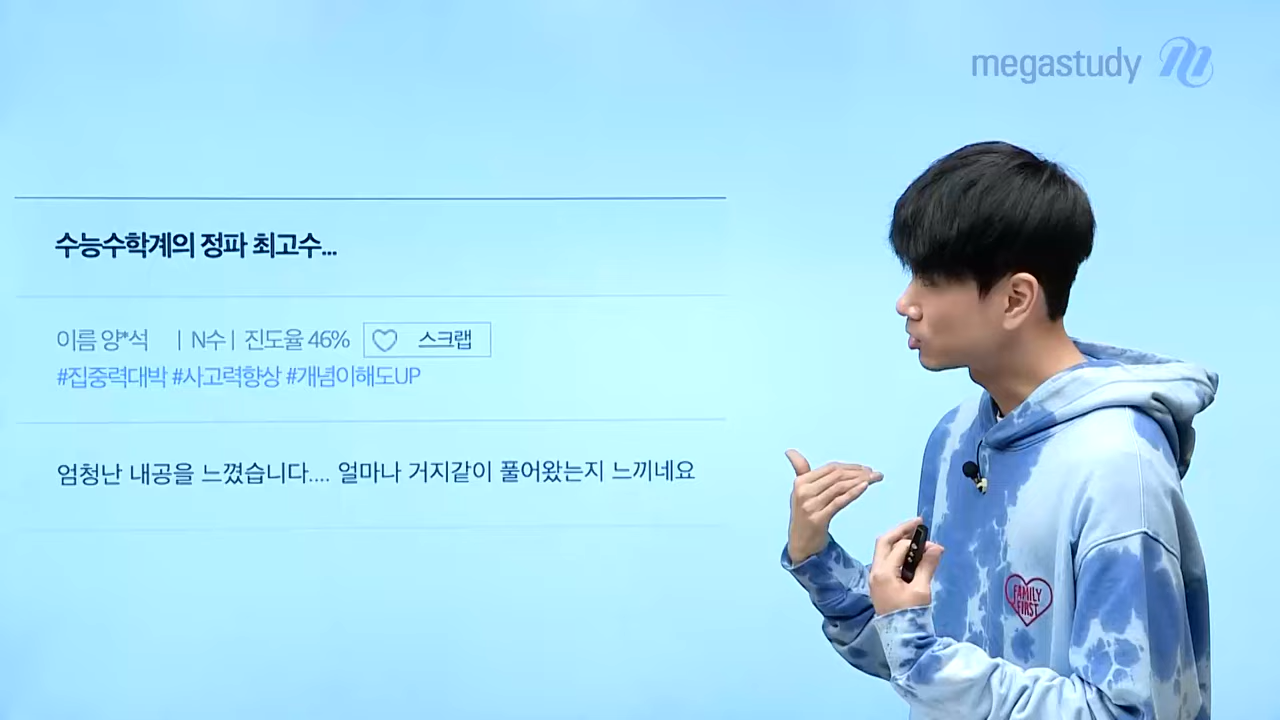 megastudy
수능수학계의 정파 최고수...
이름 양*석 | N수 | 진도율 46% 스크랩
#집중력대박 #사고력향상 #개념이해도UP
엄청난 내공을 느꼈습니다.... 얼마나 거지같이 풀어왔는지 느끼네요
FAMILY
FIRST